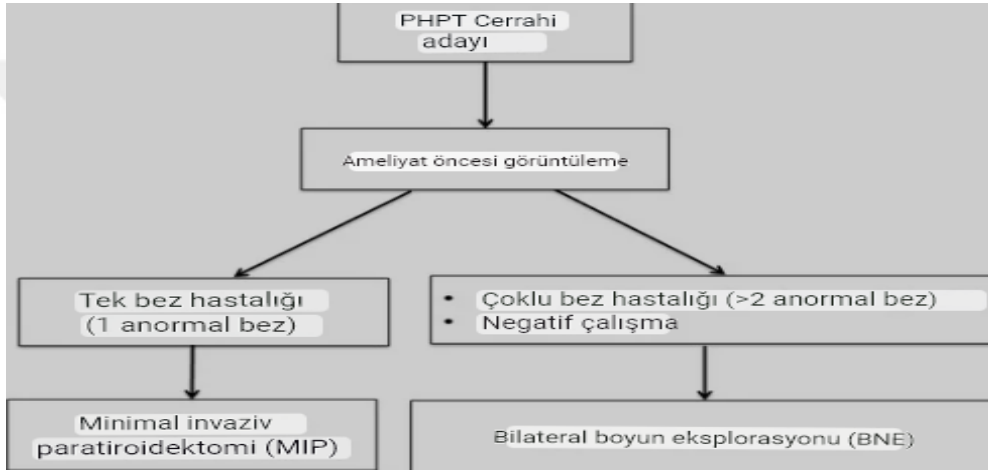 PHPT Cerrahi
adayı
Ameliyat öncesi görüntüleme
Tek bez hastalığı
(1 anormal bez)
• Çoklu bez hastalığı (>2 anormal bez)
• Negatif çalışma
Minimal invaziv
paratiroidektomi (MIP)
Bilateral boyun eksplorasyonu (BNE)